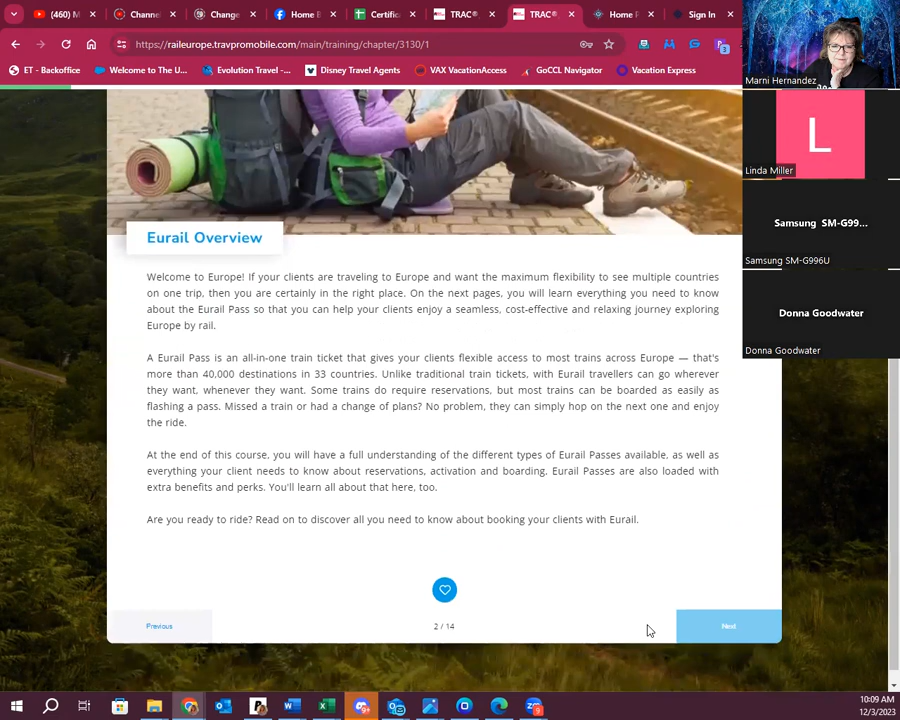 (460) M
Channel
Change
Home B
Certifica
TRAC®
TRAC®
Home P
Sign In
https://raileurope.travpromobile.com/main/training/chapter/3130/1
ET - Backoffice
Welcome to The U...
Evolution Travel -...
Disney Travel Agents
VAX VacationAccess
GoCCL Navigator
Vacation Express
Marni Hernandez
L
Linda Miller
Samsung SM-G99...
Samsung SM-G996U
Donna Goodwater
Donna Goodwater
Eurail Overview
Welcome to Europe! If your clients are traveling to Europe and want the maximum flexibility to see multiple countries
on one trip, then you are certainly in the right place. On the next pages, you will learn everything you need to know
about the Eurail Pass so that you can help your clients enjoy a seamless, cost-effective and relaxing journey exploring
Europe by rail.
A Eurail Pass is an all-in-one train ticket that gives your clients flexible access to most trains across Europe — that's
more than 40,000 destinations in 33 countries. Unlike traditional train tickets, with Eurail travellers can go wherever
they want, whenever they want. Some trains do require reservations, but most trains can be boarded as easily as
flashing a pass. Missed a train or had a change of plans? No problem, they can simply hop on the next one and enjoy
the ride.
At the end of this course, you will have a full understanding of the different types of Eurail Passes available, as well as
everything your client needs to know about reservations, activation and boarding. Eurail Passes are also loaded with
extra benefits and perks. You'll learn all about that here, too.
Are you ready to ride? Read on to discover all you need to know about booking your clients with Eurail.
Previous
2 / 14
Next
10:09 AM
12/3/2023